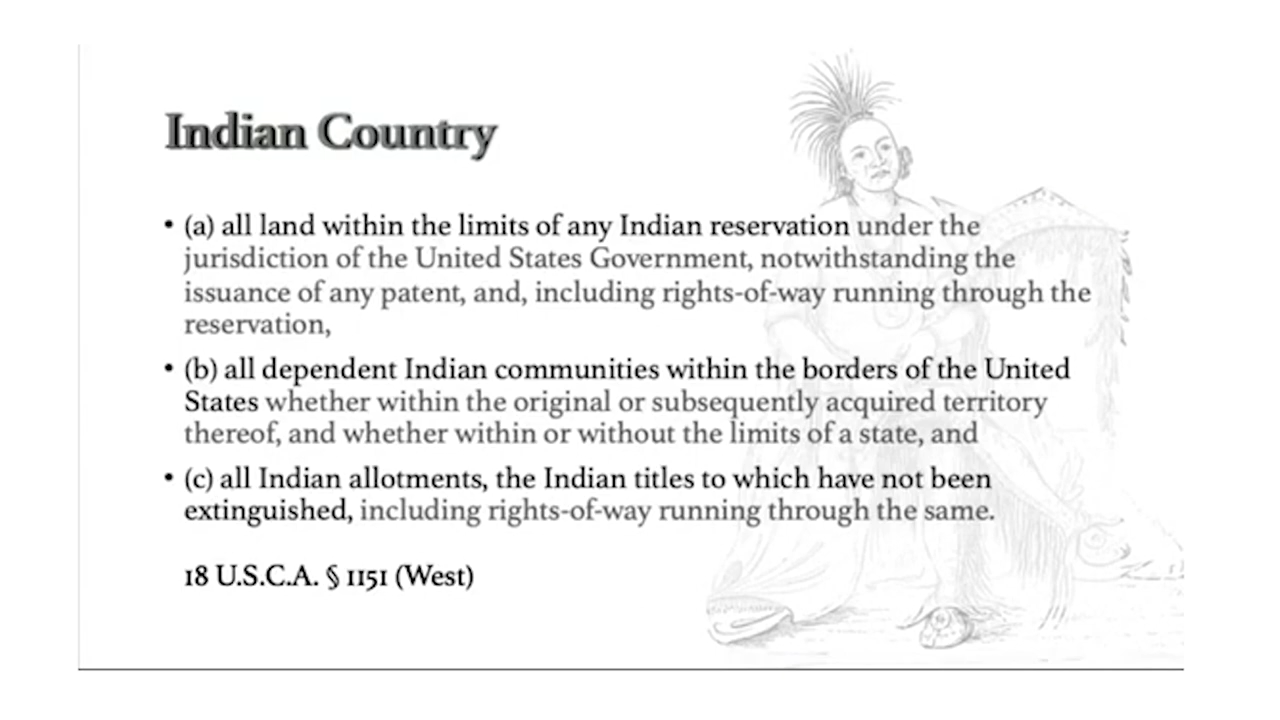 Indian Country
• (a) all land within the limits of any Indian reservation under the
jurisdiction of the United States Government, notwithstanding the
issuance of any patent, and, including rights-of-way running through the
reservation,
• (b) all dependent Indian communities within the borders of the United
States whether within the original or subsequently acquired territory
thereof, and whether within or without the limits of a state, and
• (c) all Indian allotments, the Indian titles to which have not been
extinguished, including rights-of-way running through the same.
18 U.S.C.A. § 1151 (West)